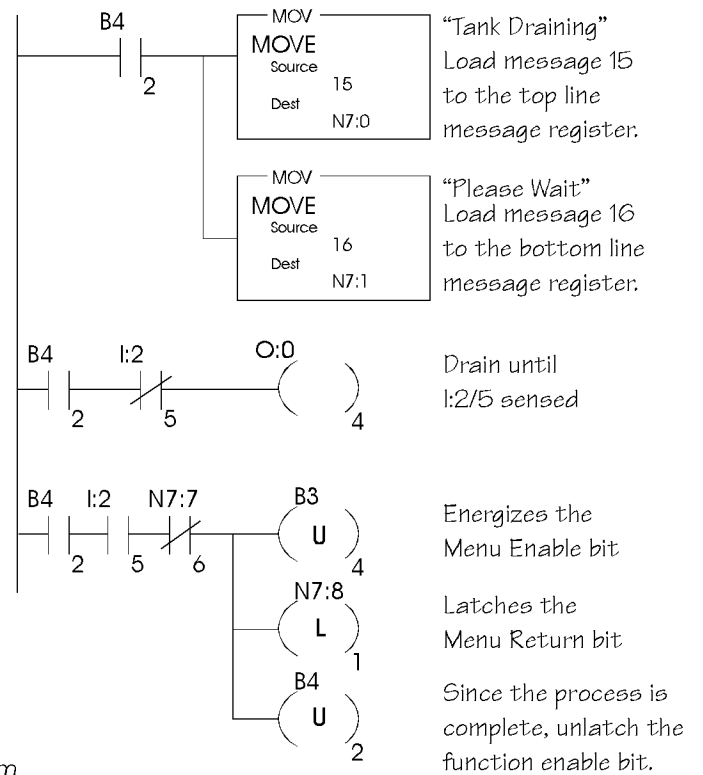 B4
2
MOV
MOVE
Source
15
Dest
N7:0
“Tank Draining”
Load message 15
to the top line
message register.
MOV
MOVE
Source
16
Dest
N7:1
“Please Wait”
Load message 16
to the bottom line
message register.
B4 I:2 O:0
2 5 4
Drain until
I:2/5 sensed
B4 I:2 N7:7 B3
U
2 5 6 4
Energizes the
Menu Enable bit
N7:8
L
1
Latches the
Menu Return bit
B4
U
2
Since the process is
complete, unlatch the
function enable bit.